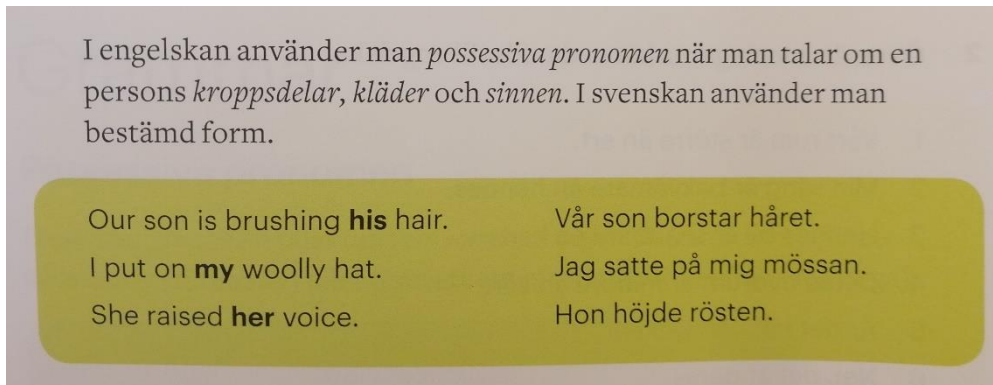 I engelskan använder man possessiva pronomen när man talar om en
persons kroppsdelar, kläder och sinnen. I svenskan använder man
bestämd form.
Our son is brushing his hair. Vår son borstar håret.
I put on my woolly hat. Jag satte på mig mössan.
She raised her voice. Hon höjde rösten.